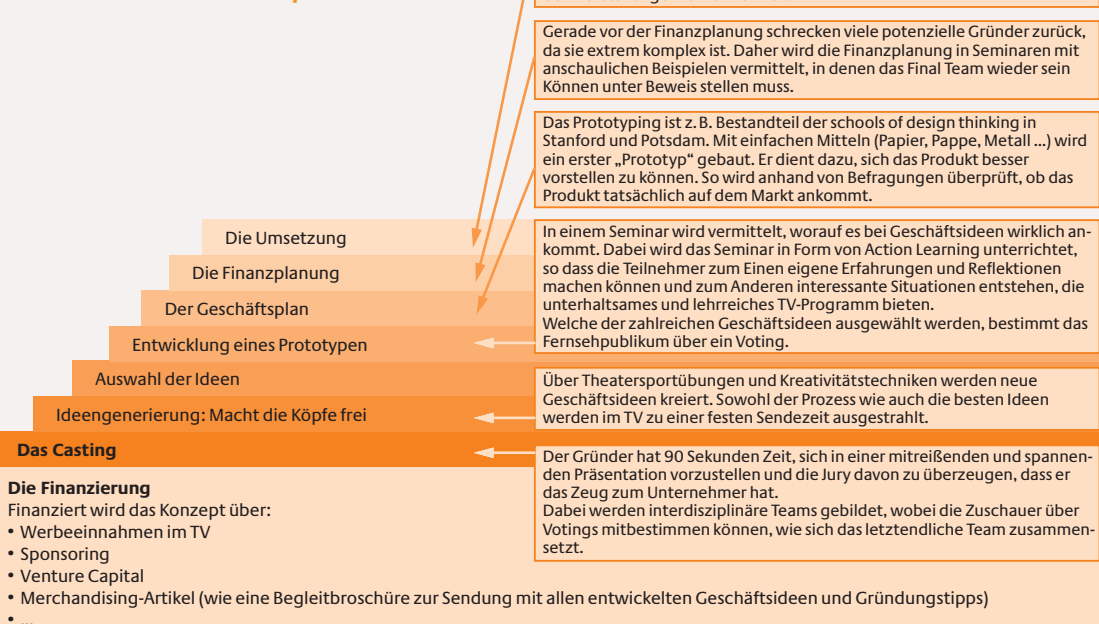 Gerade vor der Finanzplanung schrecken viele potenzielle Gründer zurück,
da sie extrem komplex ist. Daher wird die Finanzplanung in Seminaren mit
anschaulichen Beispielen vermittelt, in denen das Final Team wieder sein
Können unter Beweis stellen muss.
Das Prototyping ist z. B. Bestandteil der schools of design thinking in
Stanford und Potsdam. Mit einfachen Mitteln (Papier, Pappe, Metall ...) wird
ein erster „Prototyp“ gebaut. Er dient dazu, sich das Produkt besser
vorstellen zu können. So wird anhand von Befragungen überprüft, ob das
Produkt tatsächlich auf dem Markt ankommt.
In einem Seminar wird vermittelt, worauf es bei Geschäftsideen wirklich an-
kommt. Dabei wird das Seminar in Form von Action Learning unterrichtet,
so dass die Teilnehmer zum Einen eigene Erfahrungen und Reflektionen
machen können und zum Anderen interessante Situationen entstehen, die
unterhaltsames und lehrreiches TV-Programm bieten.
Welche der zahlreichen Geschäftsideen ausgewählt werden, bestimmt das
Fernsehpublikum über ein Voting.
Über Theatersportübungen und Kreativitätstechniken werden neue
Geschäftsideen kreiert. Sowohl der Prozess wie auch die besten Ideen
werden im TV zu einer festen Sendezeit ausgestrahlt.
Der Gründer hat 90 Sekunden Zeit, sich in einer mitreißenden und spannen-
den Präsentation vorzustellen und die Jury davon zu überzeugen, dass er
das Zeug zum Unternehmer hat.
Dabei werden interdisziplinäre Teams gebildet, wobei die Zuschauer über
Votings mitbestimmen können, wie sich das letztendliche Team zusammen-
setzt.
Die Umsetzung
Die Finanzplanung
Der Geschäftsplan
Entwicklung eines Prototypen
Auswahl der Ideen
Ideengenerierung: Macht die Köpfe frei
Das Casting
Die Finanzierung
Finanziert wird das Konzept über:
• Werbeeinnahmen im TV
• Sponsoring
• Venture Capital
• Merchandising-Artikel (wie eine Begleitbroschüre zur Sendung mit allen entwickelten Geschäftsideen und Gründungstipps)
• ...